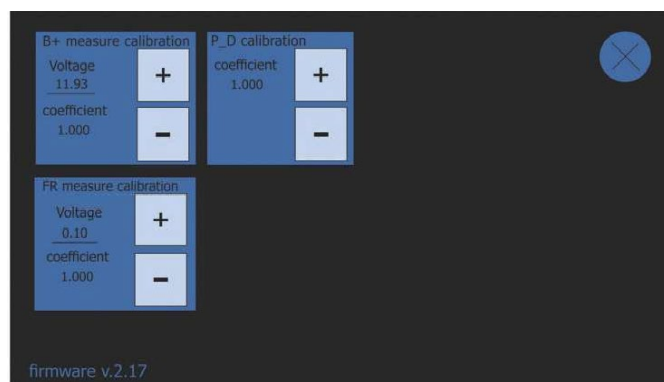 B+ measure calibration
Voltage
11.93
coefficient
1.000
+
-
P_D calibration
coefficient
1.000
+
-
FR measure calibration
Voltage
0.10
coefficient
1.000
+
-
firmware v.2.17